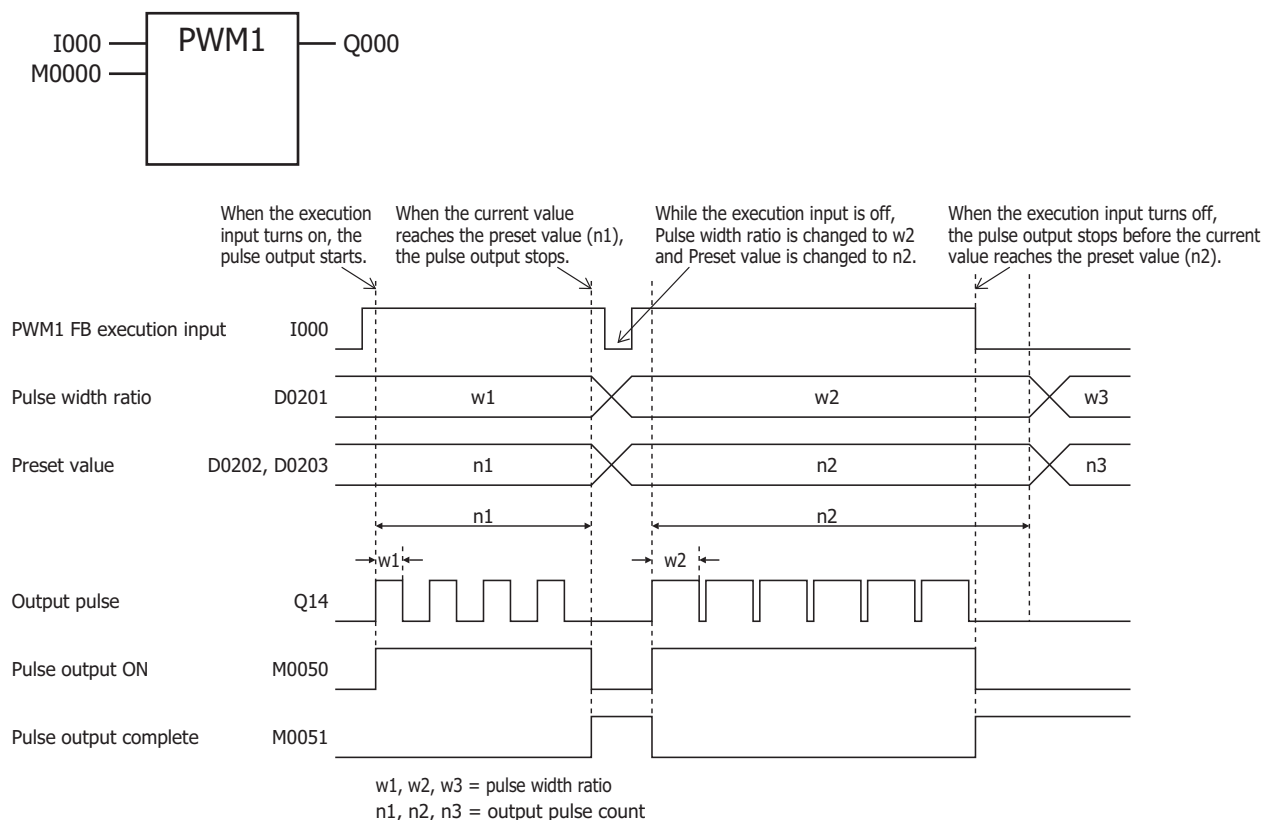 PWM1
I000
Q000
M0000
When the execution
input turns on, the
pulse output starts.
When the current value
reaches the preset value (n1),
the pulse output stops.
While the execution input is off,
Pulse width ratio is changed to w2
and Preset value is changed to n2.
When the execution input turns off,
the pulse output stops before the current
value reaches the preset value (n2).
PWM1 FB execution input I000
Pulse width ratio D0201 w1 w2 w3
Preset value D0202, D0203 n1 n2 n3
n1 n2
w1 w2
Output pulse Q14
Pulse output ON M0050
Pulse output complete M0051
w1, w2, w3 = pulse width ratio
n1, n2, n3 = output pulse count